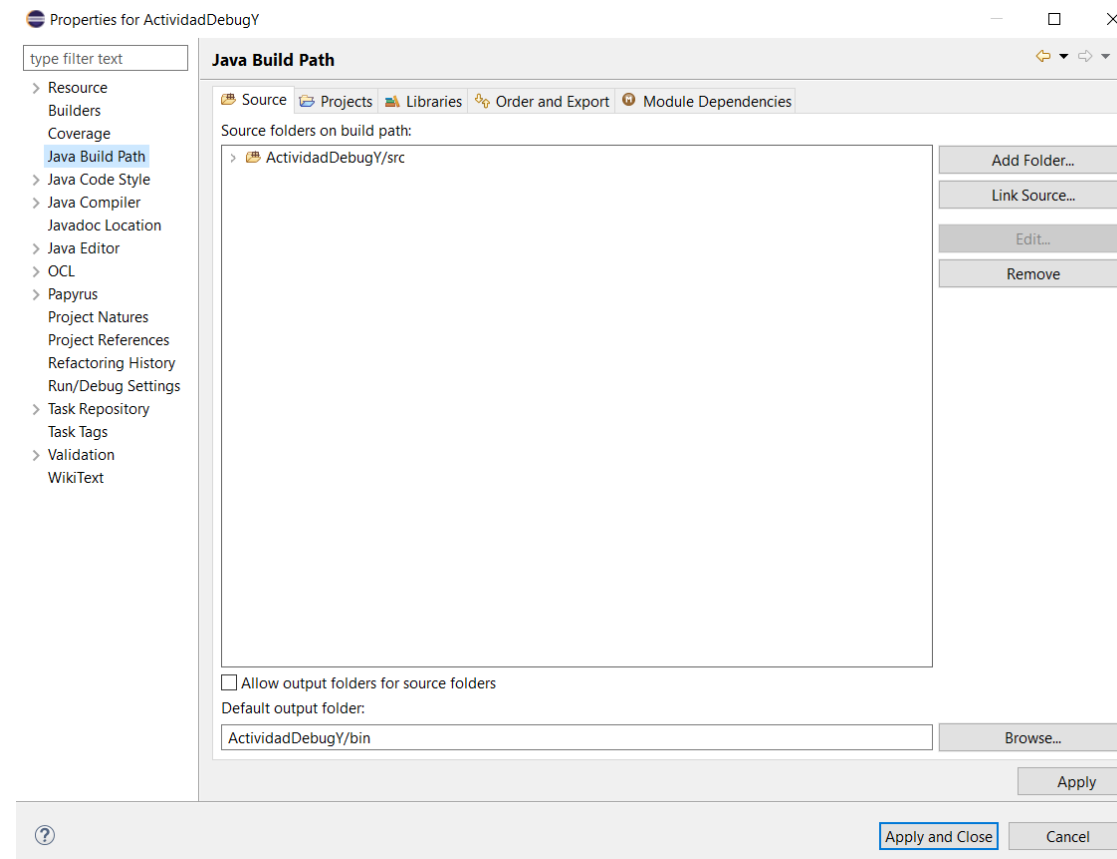 Properties for ActividadDebugY
type filter text
Java Build Path
Resource
Builders
Coverage
Java Build Path
Java Code Style
Java Compiler
Javadoc Location
Java Editor
OCL
Papyrus
Project Natures
Project References
Refactoring History
Run/Debug Settings
Task Repository
Task Tags
Validation
WikiText
Source Projects Libraries Order and Export Module Dependencies
Source folders on build path:
ActividadDebugY/src
Add Folder...
Link Source...
Edit...
Remove
Allow output folders for source folders
Default output folder:
ActividadDebugY/bin
Browse...
Apply
Apply and Close
Cancel